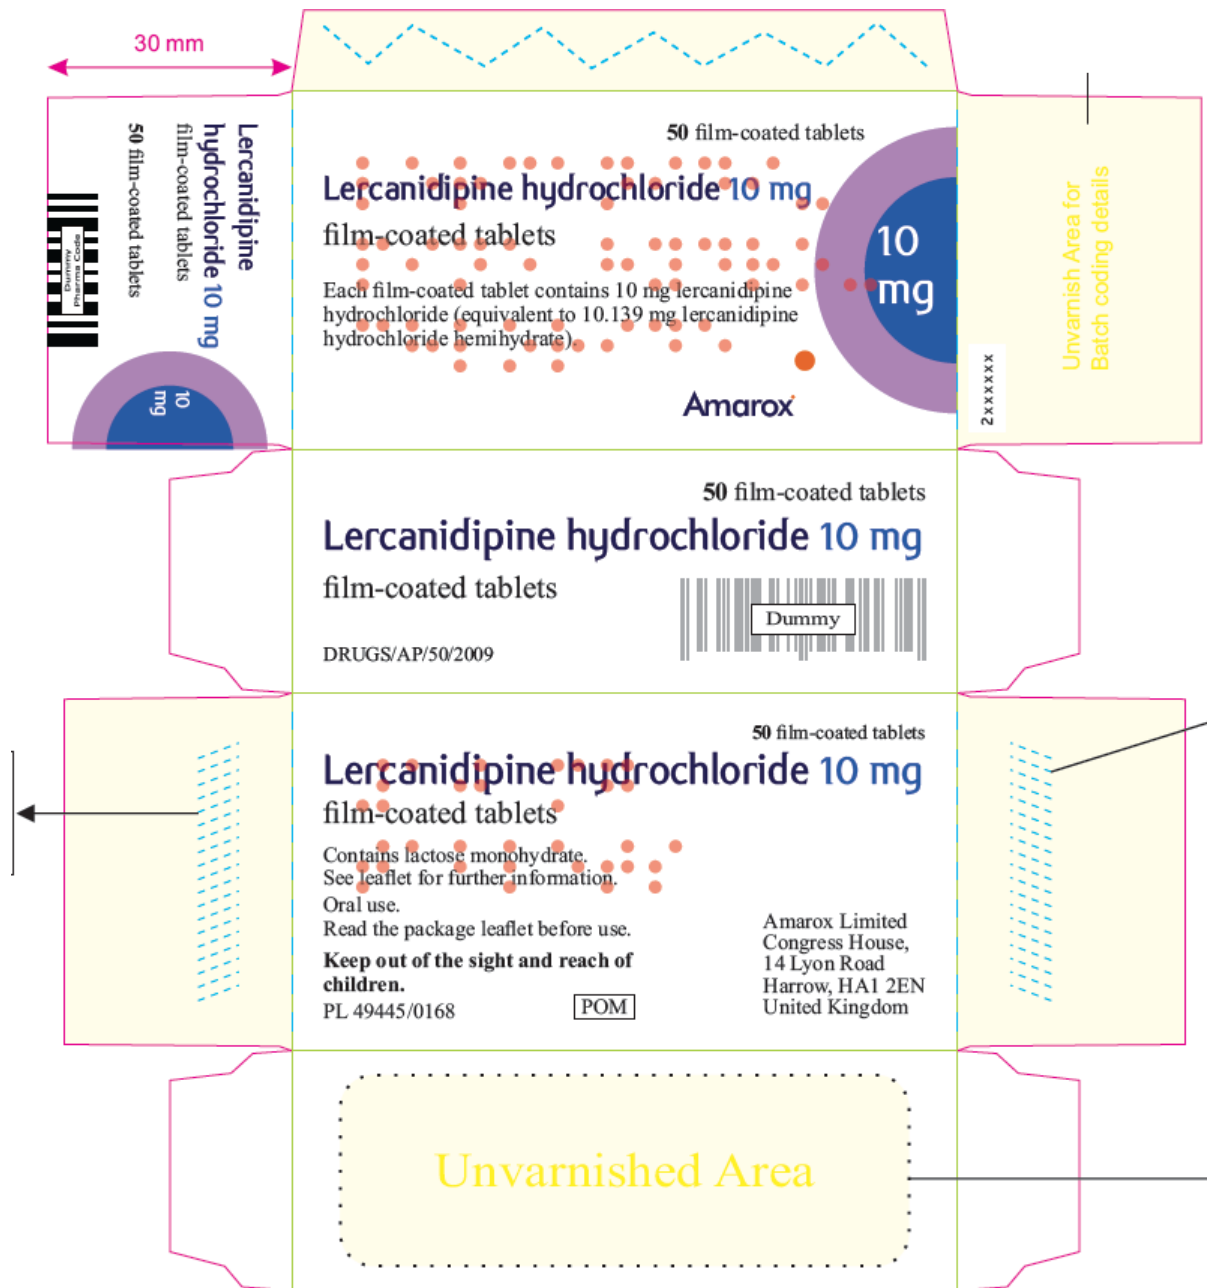 30 mm
Lercanidipine
hydrochloride 10 mg
film-coated tablets
50 film-coated tablets
Dummy
Pharma Code
10
mg
50 film-coated tablets
Lercanidipine hydrochloride 10 mg
film-coated tablets
Each film-coated tablet contains 10 mg lercanidipine
hydrochloride (equivalent to 10.139 mg lercanidipine
hydrochloride hemihydrate).
Amarox
10
mg
2xxxxxx
Unvarnish Area for
Batch coding details
50 film-coated tablets
Lercanidipine hydrochloride 10 mg
film-coated tablets
Dummy
DRUGS/AP/50/2009
50 film-coated tablets
Lercanidipine hydrochloride 10 mg
film-coated tablets
Contains lactose monohydrate.
See leaflet for further information.
Oral use.
Read the package leaflet before use.
Keep out of the sight and reach of
children.
PL 49445/0168
POM
Amarox Limited
Congress House,
14 Lyon Road
Harrow, HA1 2EN
United Kingdom
Unvarnished Area